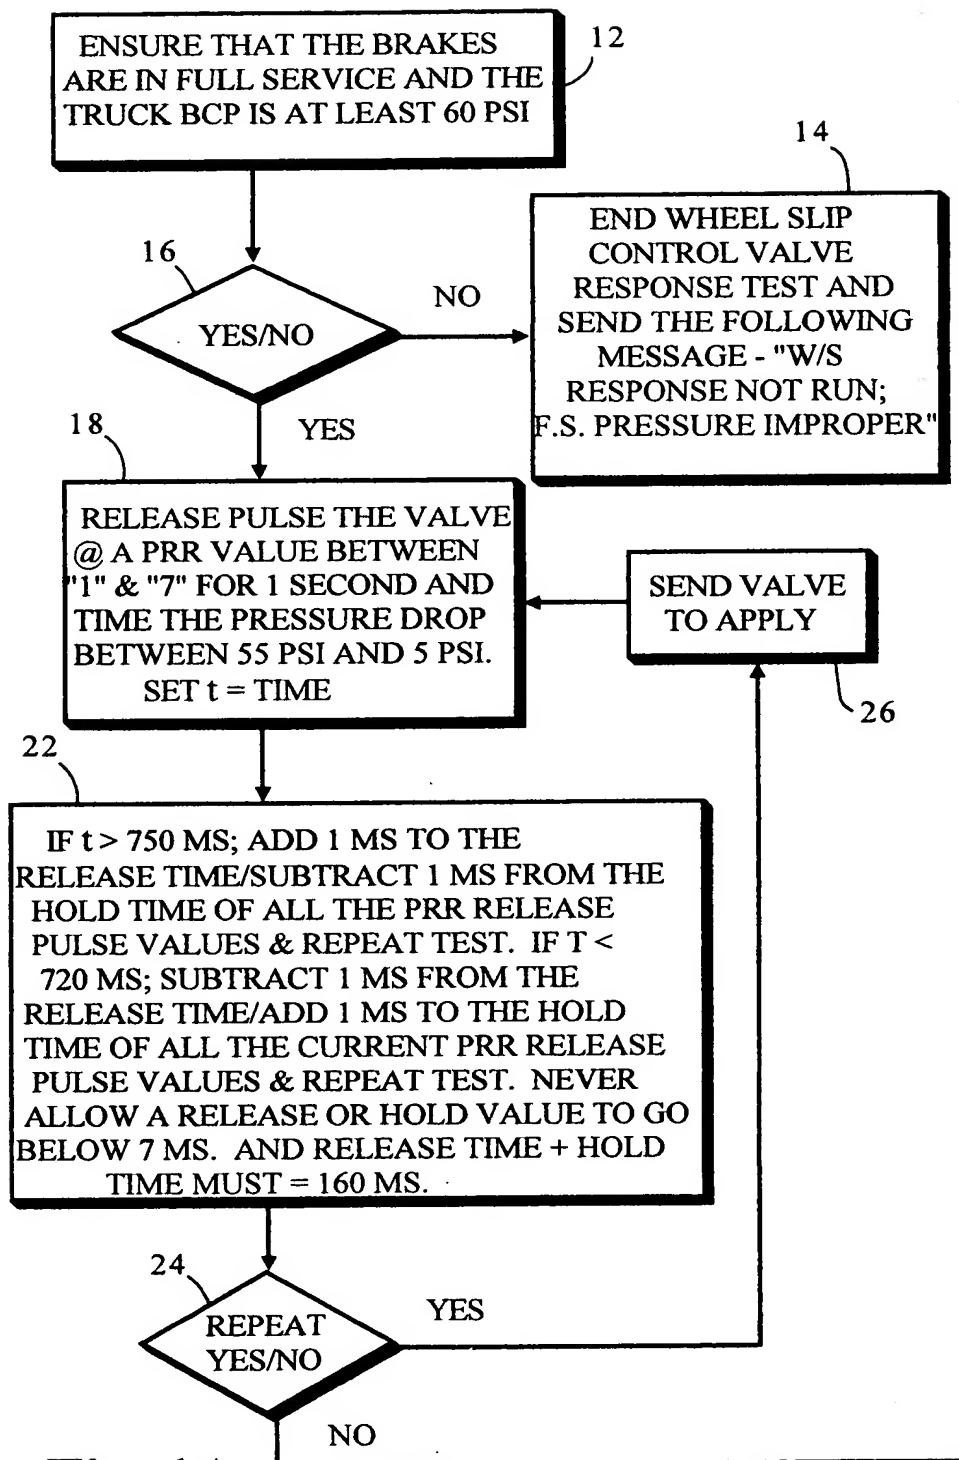 ENSURE THAT THE BRAKES
ARE IN FULL SERVICE AND THE
TRUCK BCP IS AT LEAST 60 PSI
12
14
END WHEEL SLIP
CONTROL VALVE
RESPONSE TEST AND
SEND THE FOLLOWING
MESSAGE - "W/S
RESPONSE NOT RUN;
F.S. PRESSURE IMPROPER"
16
YES/NO
NO
YES
18
RELEASE PULSE THE VALVE
@ A PRR VALUE BETWEEN
"1" & "7" FOR 1 SECOND AND
TIME THE PRESSURE DROP
BETWEEN 55 PSI AND 5 PSI.
SET t = TIME
SEND VALVE
TO APPLY
26
22
IF t > 750 MS; ADD 1 MS TO THE
RELEASE TIME/SUBTRACT 1 MS FROM THE
HOLD TIME OF ALL THE PRR RELEASE
PULSE VALUES & REPEAT TEST. IF T <
720 MS; SUBTRACT 1 MS FROM THE
RELEASE TIME/ADD 1 MS TO THE HOLD
TIME OF ALL THE CURRENT PRR RELEASE
PULSE VALUES & REPEAT TEST. NEVER
ALLOW A RELEASE OR HOLD VALUE TO GO
BELOW 7 MS. AND RELEASE TIME + HOLD
TIME MUST = 160 MS.
24
REPEAT
YES/NO
YES
NO